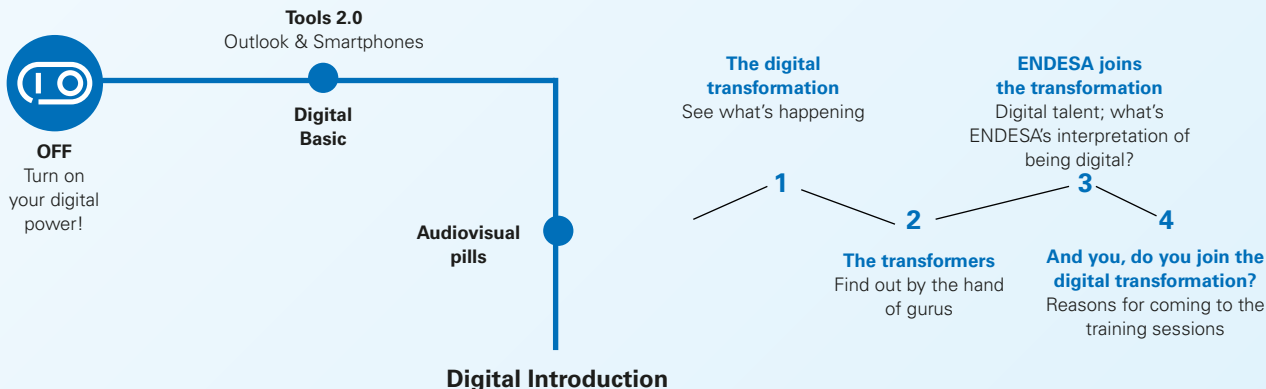 Tools 2.0
Outlook & Smartphones
OFF
Turn on
your digital
power!
Digital
Basic
Audiovisual
pills
Digital Introduction
The digital
transformation
See what's happening
1
2
The transformers
Find out by the hand
of gurus
ENDESA joins
the transformation
Digital talent; what's
ENDESA's interpretation of
being digital?
3
4
And you, do you join the
digital transformation?
Reasons for coming to the
training sessions